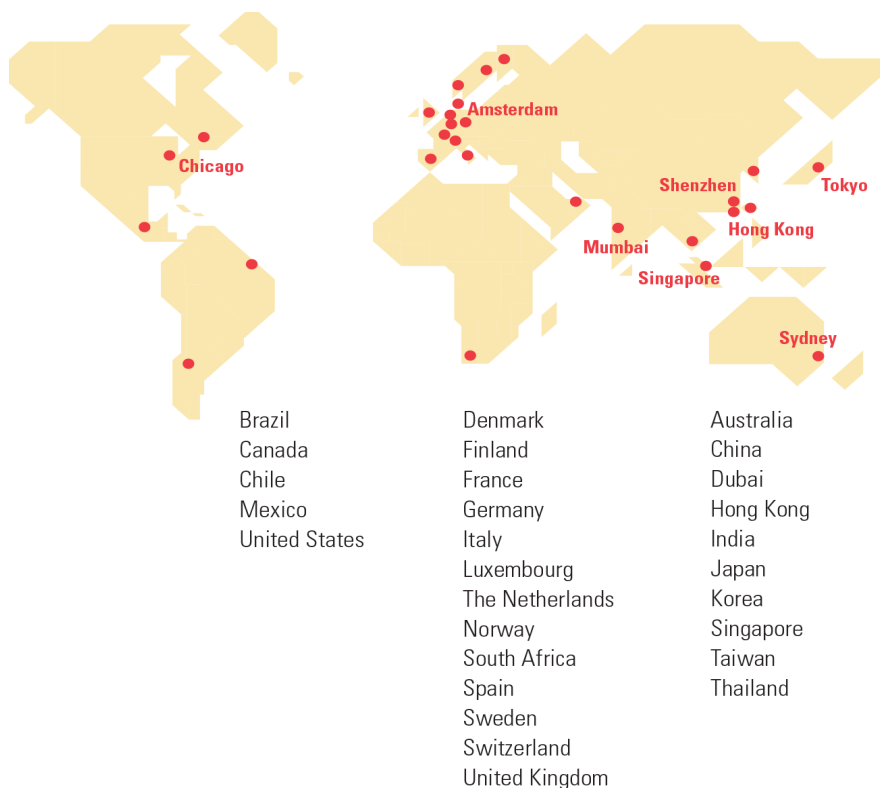 Amsterdam
Chicago
Shenzhen
Tokyo
Hong Kong
Mumbai
Singapore
Sydney
Brazil
Canada
Chile
Mexico
United States
Denmark
Finland
France
Germany
Italy
Luxembourg
The Netherlands
Norway
South Africa
Spain
Sweden
Switzerland
United Kingdom
Australia
China
Dubai
Hong Kong
India
Japan
Korea
Singapore
Taiwan
Thailand